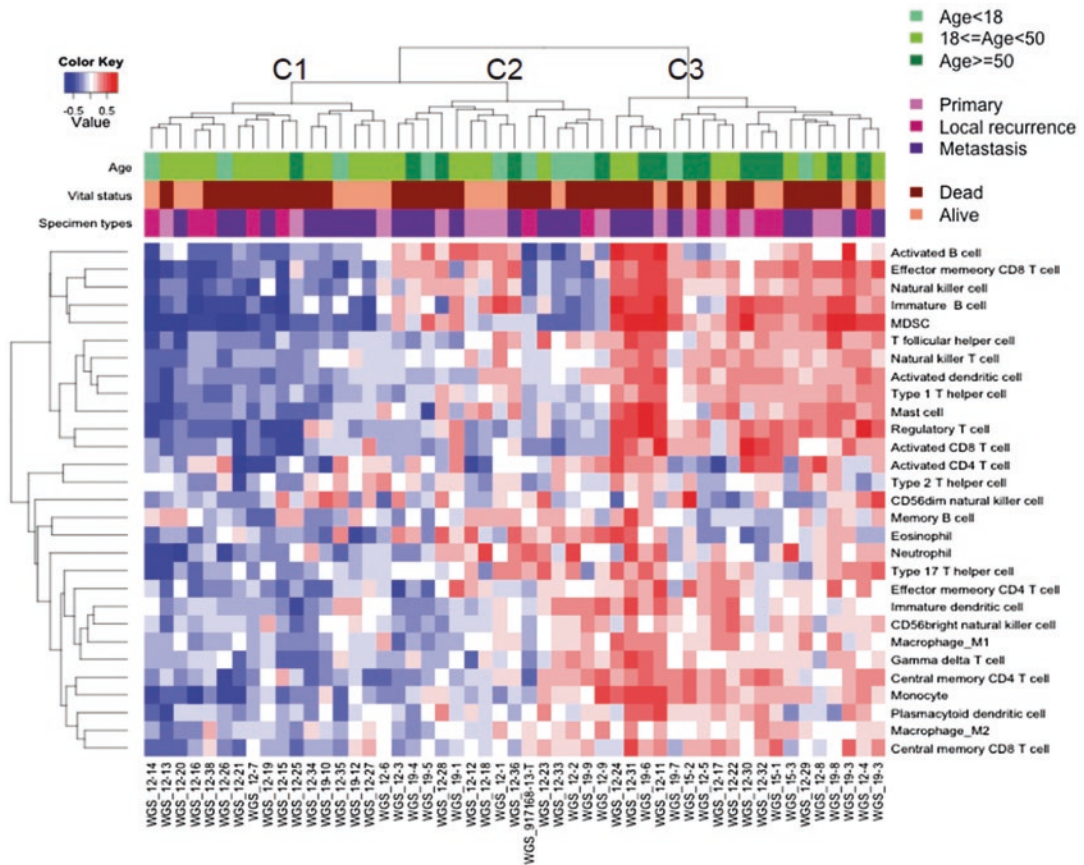 C1
C2
C3
Color Key
-0.5
0.5
Value
Age<18
18<=Age<50
Age>=50
Primary
Local recurrence
Metastasis
Dead
Alive
Age
Vital status
Specimen types
Activated B cell
Effector memeory CD8 T cell
Natural killer cell
Immature B cell
MDSC
T follicular helper cell
Natural killer T cell
Activated dendritic cell
Type 1 T helper cell
Mast cell
Regulatory T cell
Activated CD8 T cell
Activated CD4 T cell
Type 2 T helper cell
CD56dim natural killer cell
Memory B cell
Eosinophil
Neutrophil
Type 17 T helper cell
Effector memeory CD4 T cell
Immature dendritic cell
CD56bright natural killer cell
Macrophage_M1
Gamma delta T cell
Central memory CD4 T cell
Monocyte
Plasmacytoid dendritic cell
Macrophage_M2
Central memory CD8 T cell
WGS_12-14
WGS_12-13
WGS_12-20
WGS_12-16
WGS_12-38
WGS_12-26
WGS_12-21
WGS_12-7
WGS_12-19
WGS_12-15
WGS_12-25
WGS_12-34
WGS_19-10
WGS_12-35
WGS_19-12
WGS_12-27
WGS_12-6
WGS_12-3
WGS_19-4
WGS_19-5
WGS_12-28
WGS_19-1
WGS_12-12
WGS_12-18
WGS_12-1
WGS_12-36
WGS_917168-13-T
WGS_12-23
WGS_12-33
WGS_12-2
WGS_19-9
WGS_12-9
WGS_12-24
WGS_12-31
WGS_19-6
WGS_12-11
WGS_19-7
WGS_15-2
WGS_12-5
WGS_12-17
WGS_12-22
WGS_12-30
WGS_12-32
WGS_15-1
WGS_15-3
WGS_12-29
WGS_12-8
WGS_19-8
WGS_19-3
WGS_12-4
WGS_19-3